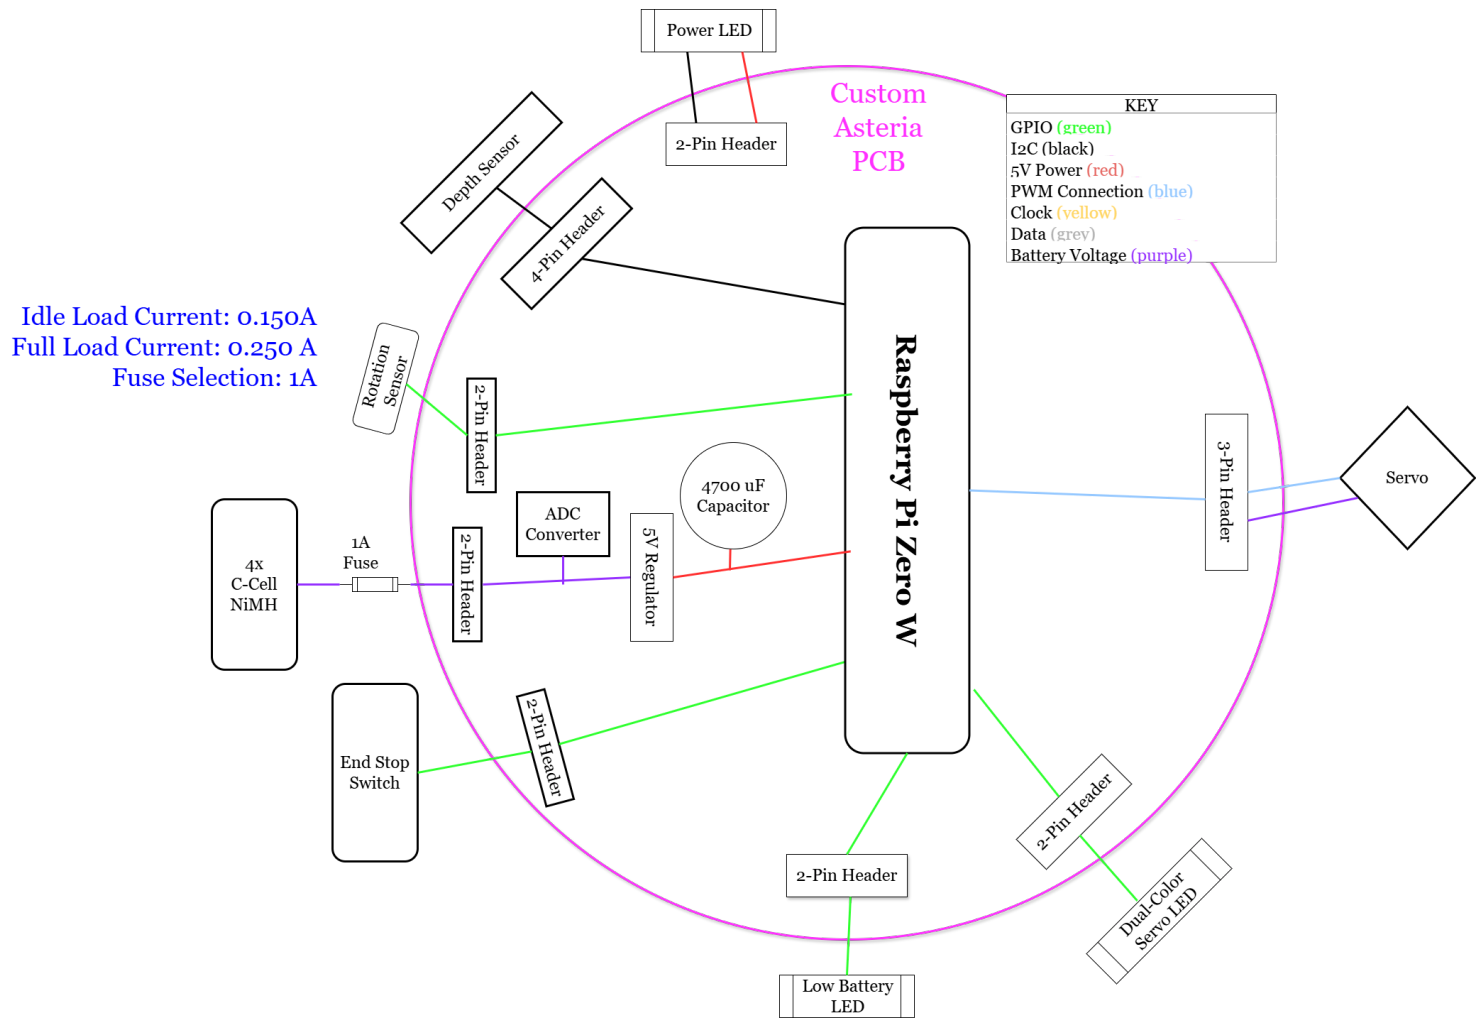 Power LED
2-Pin Header
Custom
Asteria
PCB
KEY
GPIO (green)
I2C (black)
5V Power (red)
PWM Connection (blue)
Clock (yellow)
Data (grey)
Battery Voltage (purple)
Depth Sensor
4-Pin Header
Idle Load Current: 0.150A
Full Load Current: 0.250 A
Fuse Selection: 1A
Rotation
Sensor
2-Pin Header
Raspberry Pi Zero W
4700 uF
Capacitor
ADC
Converter
5V Regulator
2-Pin Header
1A
Fuse
4x
C-Cell
NiMH
3-Pin Header
Servo
End Stop
Switch
2-Pin Header
2-Pin Header
Dual-Color
Servo LED
2-Pin Header
Low Battery
LED